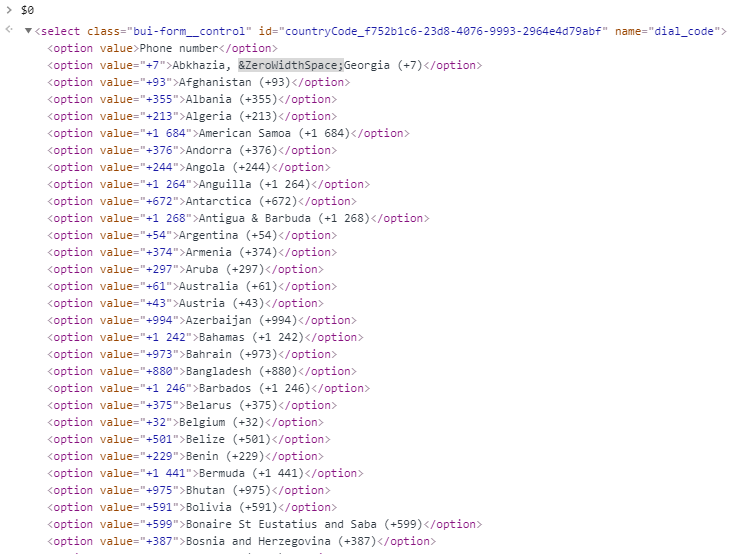 > $0
<select class="bui-form__control" id="countryCode_f752b1c6-23d8-4076-9993-2964e4d79abf" name="dial_code">
<option value>Phone number</option>
<option value="+7">Abkhazia, &ZeroWidthSpace;Georgia (+7)</option>
<option value="+93">Afghanistan (+93)</option>
<option value="+355">Albania (+355)</option>
<option value="+213">Algeria (+213)</option>
<option value="+1 684">American Samoa (+1 684)</option>
<option value="+376">Andorra (+376)</option>
<option value="+244">Angola (+244)</option>
<option value="+1 264">Anguilla (+1 264)</option>
<option value="+672">Antarctica (+672)</option>
<option value="+1 268">Antigua & Barbuda (+1 268)</option>
<option value="+54">Argentina (+54)</option>
<option value="+374">Armenia (+374)</option>
<option value="+297">Aruba (+297)</option>
<option value="+61">Australia (+61)</option>
<option value="+43">Austria (+43)</option>
<option value="+994">Azerbaijan (+994)</option>
<option value="+1 242">Bahamas (+1 242)</option>
<option value="+973">Bahrain (+973)</option>
<option value="+880">Bangladesh (+880)</option>
<option value="+1 246">Barbados (+1 246)</option>
<option value="+375">Belarus (+375)</option>
<option value="+32">Belgium (+32)</option>
<option value="+501">Belize (+501)</option>
<option value="+229">Benin (+229)</option>
<option value="+1 441">Bermuda (+1 441)</option>
<option value="+975">Bhutan (+975)</option>
<option value="+591">Bolivia (+591)</option>
<option value="+599">Bonaire St Eustatius and Saba (+599)</option>
<option value="+387">Bosnia and Herzegovina (+387)</option>